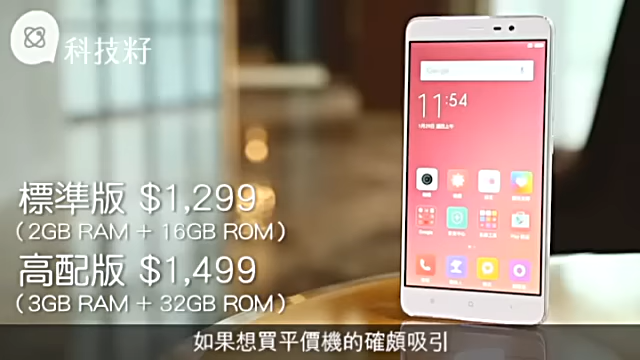 科技籽
標準版 $1,299
(2GB RAM + 16GB ROM)
高配版 $1,499
(3GB RAM + 32GB ROM)
11:54
如果想買平價機的確頗吸引